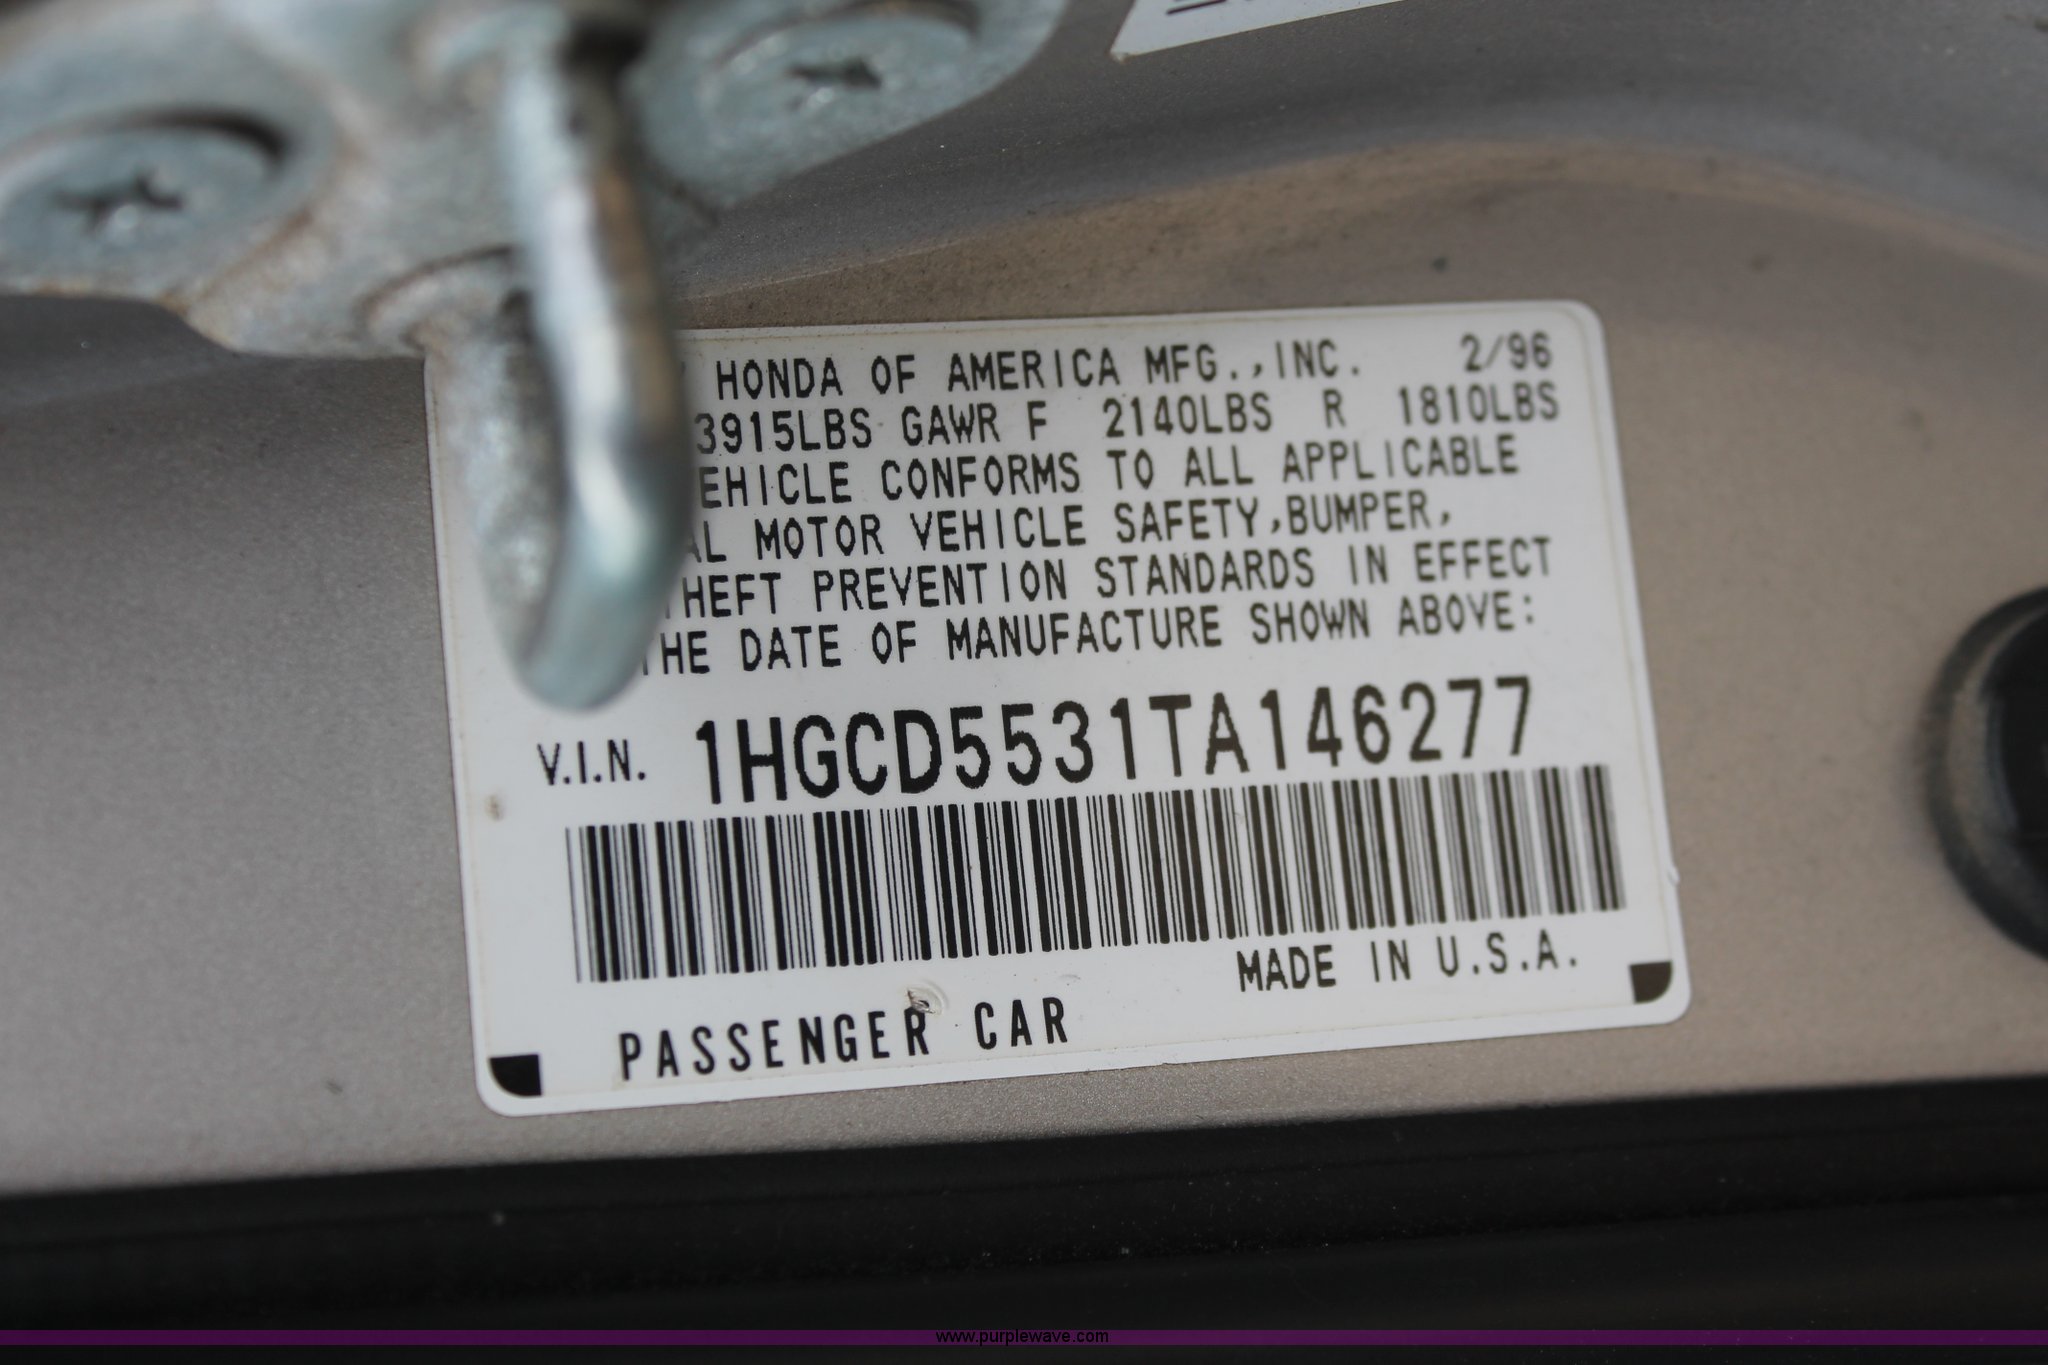 HONDA OF AMERICA MFG.,INC. 2/96
3915LBS GAWR F 2140LBS R 1810LBS
EHICLE CONFORMS TO ALL APPLICABLE
AL MOTOR VEHICLE SAFETY,BUMPER,
THEFT PREVENTION STANDARDS IN EFFECT
THE DATE OF MANUFACTURE SHOWN ABOVE:
V.I.N. 1HGCD5531TA146277
MADE IN U.S.A.
PASSENGER CAR
www.purplewave.com